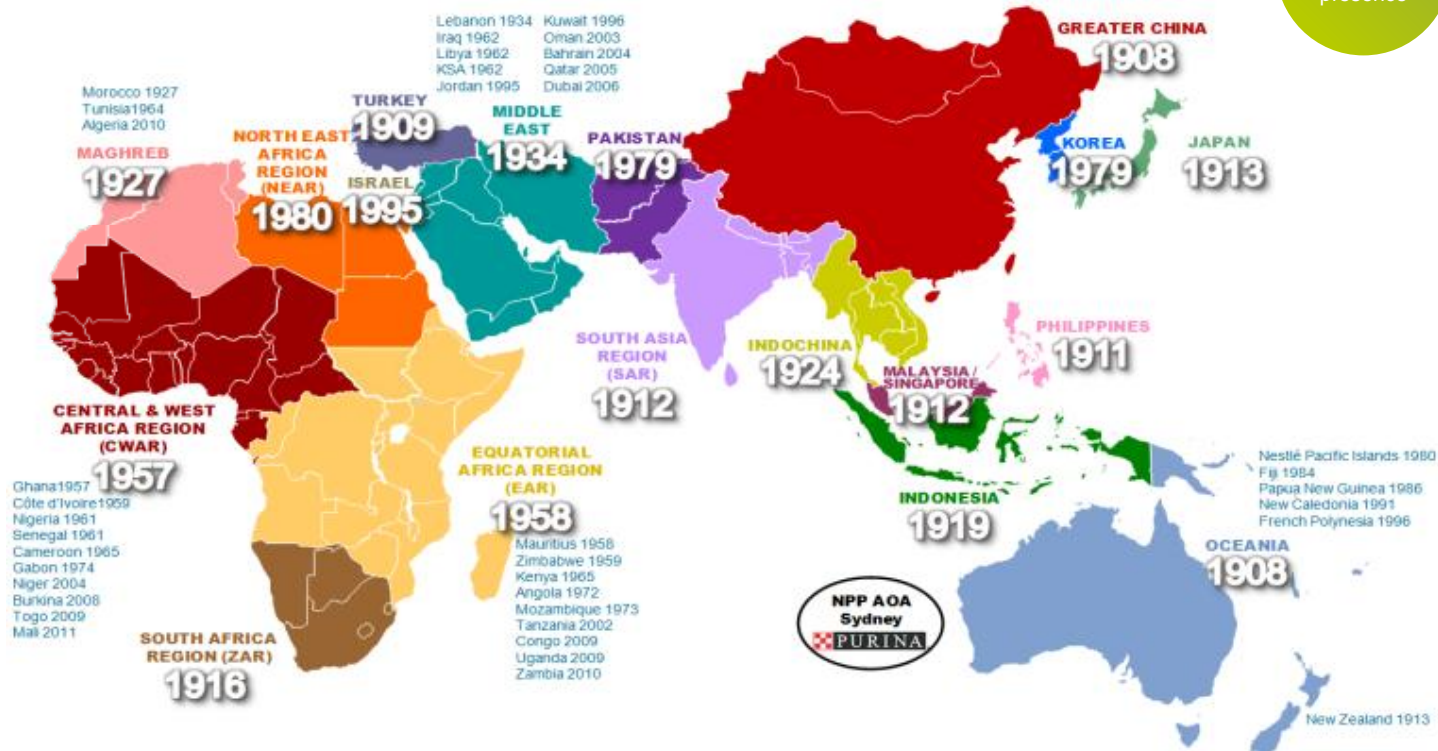 presence
Lebanon 1934 Kuwait 1996
Iraq 1962 Oman 2003
Libya 1962 Bahrain 2004
KSA 1962 Qatar 2005
Jordan 1995 Dubai 2006
GREATER CHINA
1908
Morocco 1927
Tunisia1964
Algeria 2010
MAGHREB
1927
NORTH EAST
AFRICA
REGION
(NEAR)
1980
TURKEY
1909
ISRAEL
1995
MIDDLE
EAST
1934
PAKISTAN
1979
KOREA
1979
JAPAN
1913
SOUTH ASIA
REGION
(SAR)
1912
INDOCHINA
1924
MALAYSIA /
SINGAPORE
1912
PHILIPPINES
1911
CENTRAL & WEST
AFRICA REGION
(CWAR)
1957
Ghana1957
Côte d'Ivoire1959
Nigeria 1961
Senegal 1961
Cameroon 1965
Gabon 1974
Niger 2004
Burkina 2008
Togo 2009
Mali 2011
EQUATORIAL
AFRICA REGION
(EAR)
1958
Mauritius 1958
Zimbabwe 1959
Kenya 1965
Angola 1972
Mozambique 1973
Tanzania 2002
Congo 2009
Uganda 2009
Zambia 2010
SOUTH AFRICA
REGION (ZAR)
1916
INDONESIA
1919
Nestlé Pacific Islands 1980
Fiji 1984
Papua New Guinea 1986
New Caledonia 1991
French Polynesia 1996
OCEANIA
1908
NPP AOA
Sydney
PURINA
New Zealand 1913